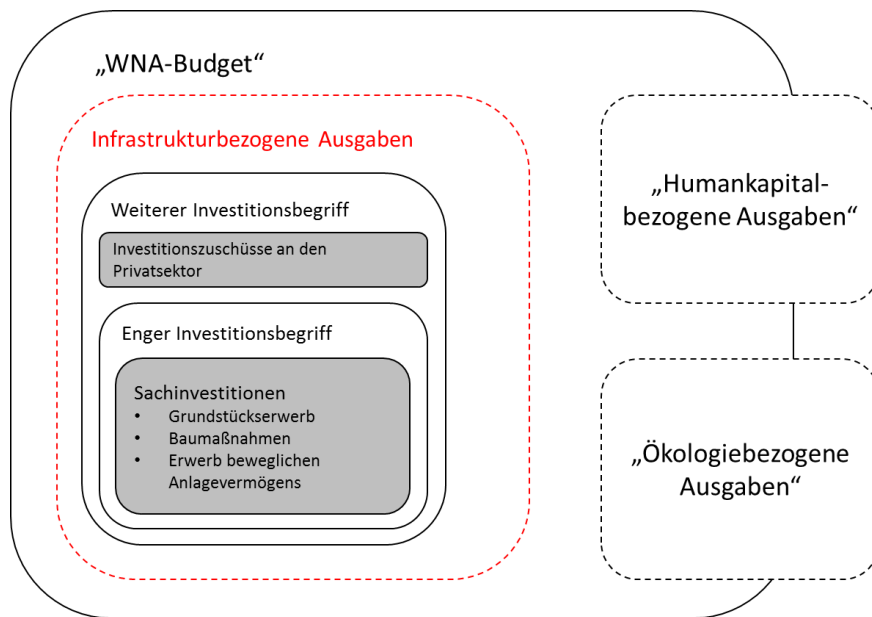 „WNA-Budget“
Infrastrukturbezogene Ausgaben
Weiterer Investitionsbegriff
Investitionszuschüsse an den
Privatsektor
Enger Investitionsbegriff
Sachinvestitionen
• Grundstückserwerb
• Baumaßnahmen
• Erwerb beweglichen
Anlagevermögens
„Humankapital-
bezogene Ausgaben“
„Ökologiebezogene
Ausgaben“